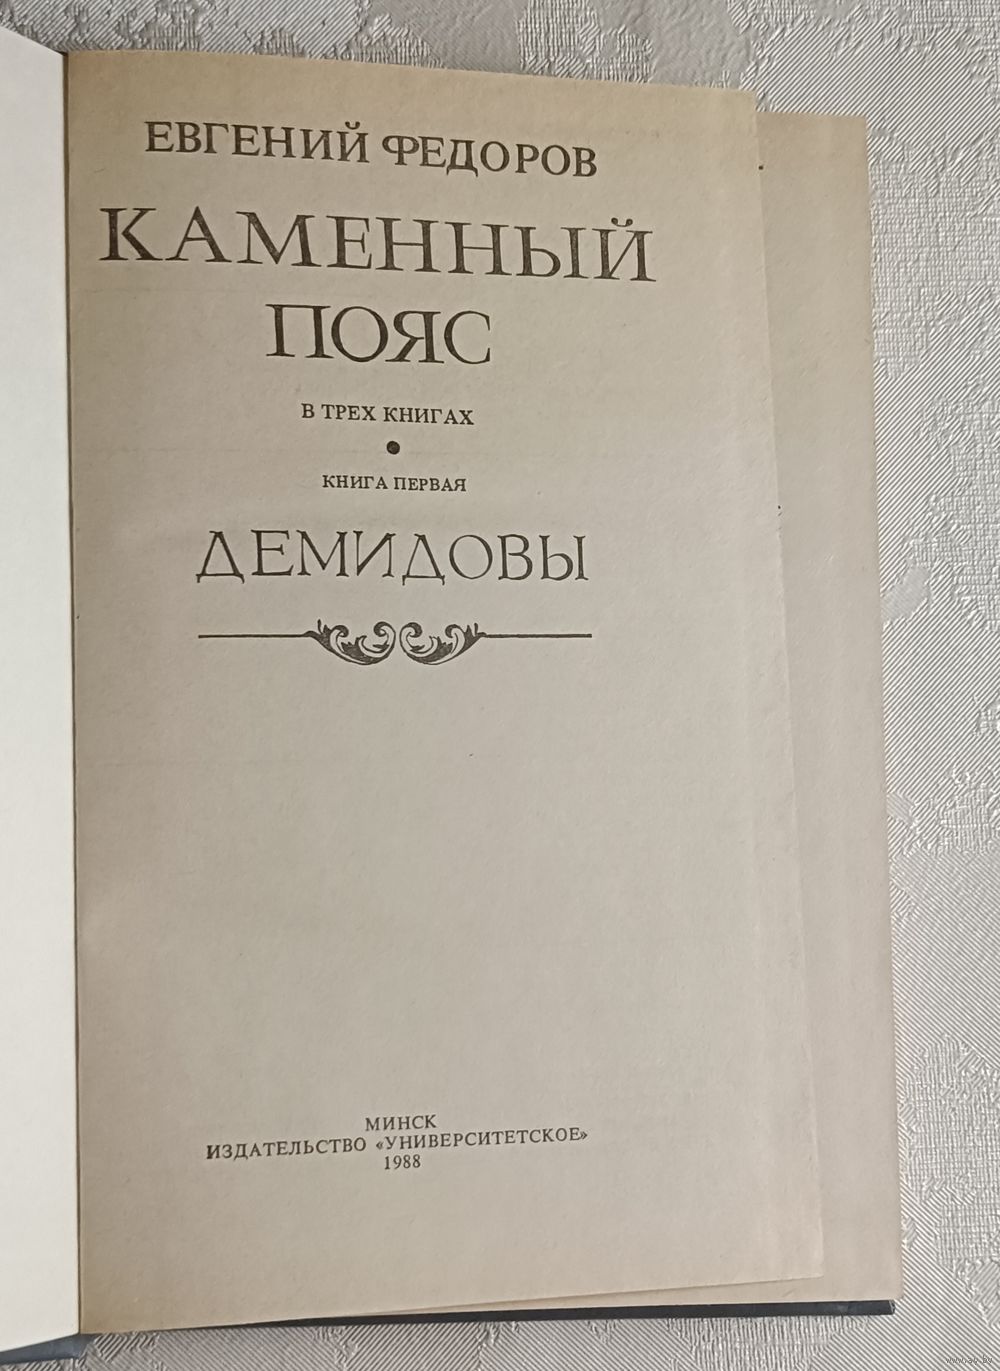 ЕВГЕНИЙ ФЕДОРОВ
КАМЕННЫЙ
ПОЯС
В ТРЕХ КНИГАХ
КНИГА ПЕРВАЯ
ДЕМИДОВЫ
МИНСК
ИЗДАТЕЛЬСТВО «УНИВЕРСИТЕТСКОЕ»
1988